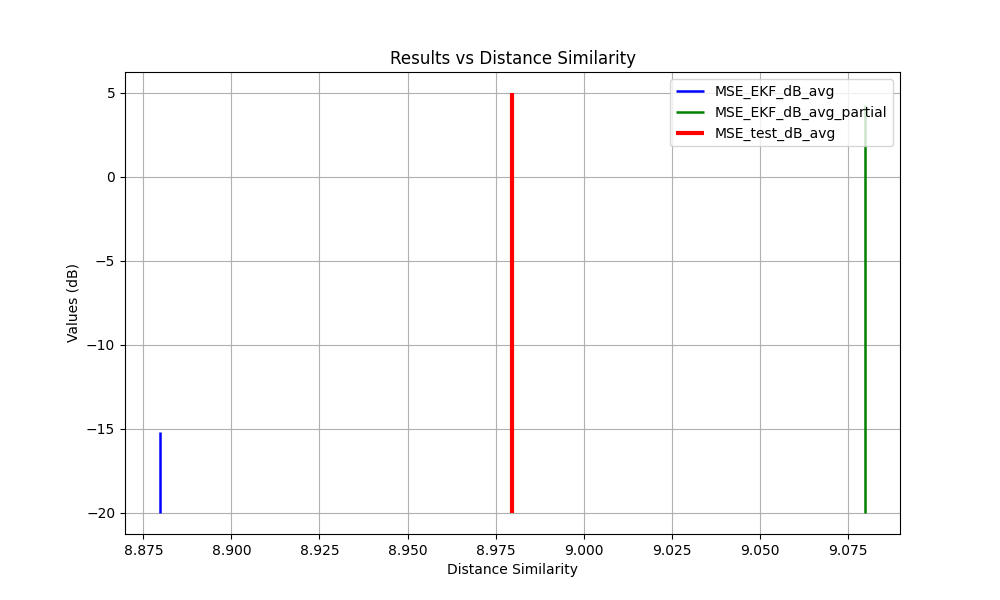 Results vs Distance Similarity
MSE_EKF_dB_avg
MSE_EKF_dB_avg_partial
MSE_test_dB_avg
Values (dB)
5
0
−5
−10
−15
−20
8.875 8.900 8.925 8.950 8.975 9.000 9.025 9.050 9.075
Distance Similarity